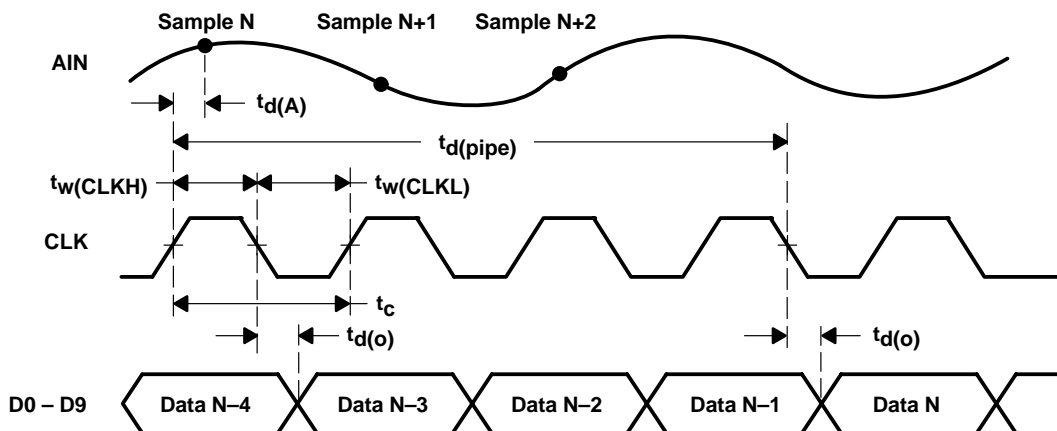 Sample N Sample N+1 Sample N+2
AIN
td(A)
td(pipe)
tw(CLKH) tw(CLKL)
CLK
tc
td(o) td(o)
D0 – D9 Data N–4 Data N–3 Data N–2 Data N–1 Data N